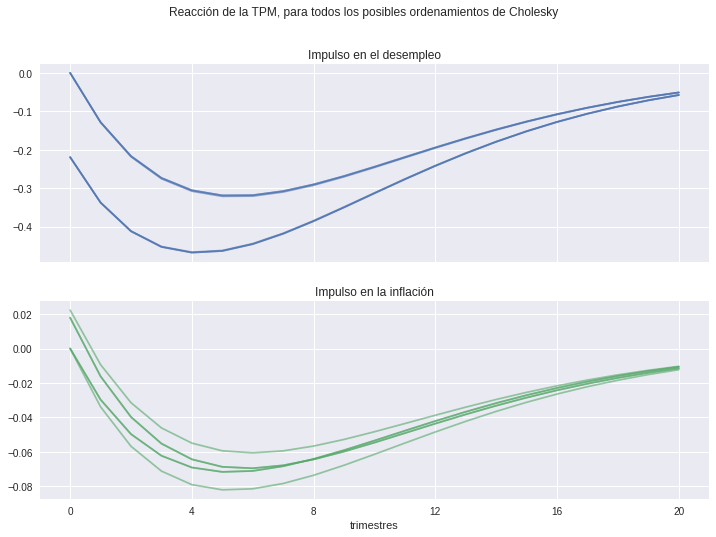 Reacción de la TPM, para todos los posibles ordenamientos de Cholesky
Impulso en el desempleo
0.0
−0.1
−0.2
−0.3
−0.4
Impulso en la inflación
0.02
0.00
−0.02
−0.04
−0.06
−0.08
0 4 8 12 16 20
trimestres